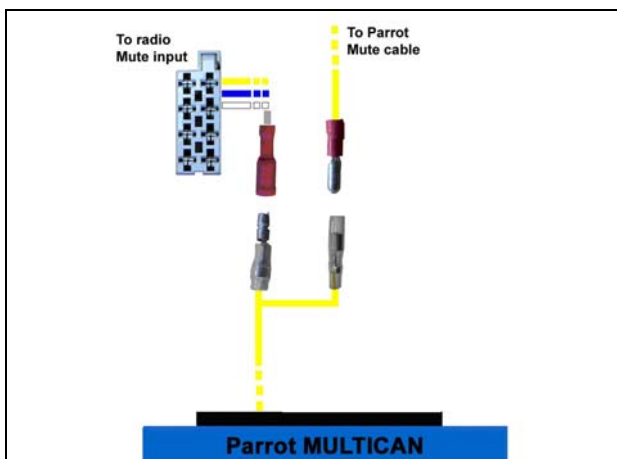 To radio
Mute input
To Parrot
Mute cable
Parrot MULTICAN